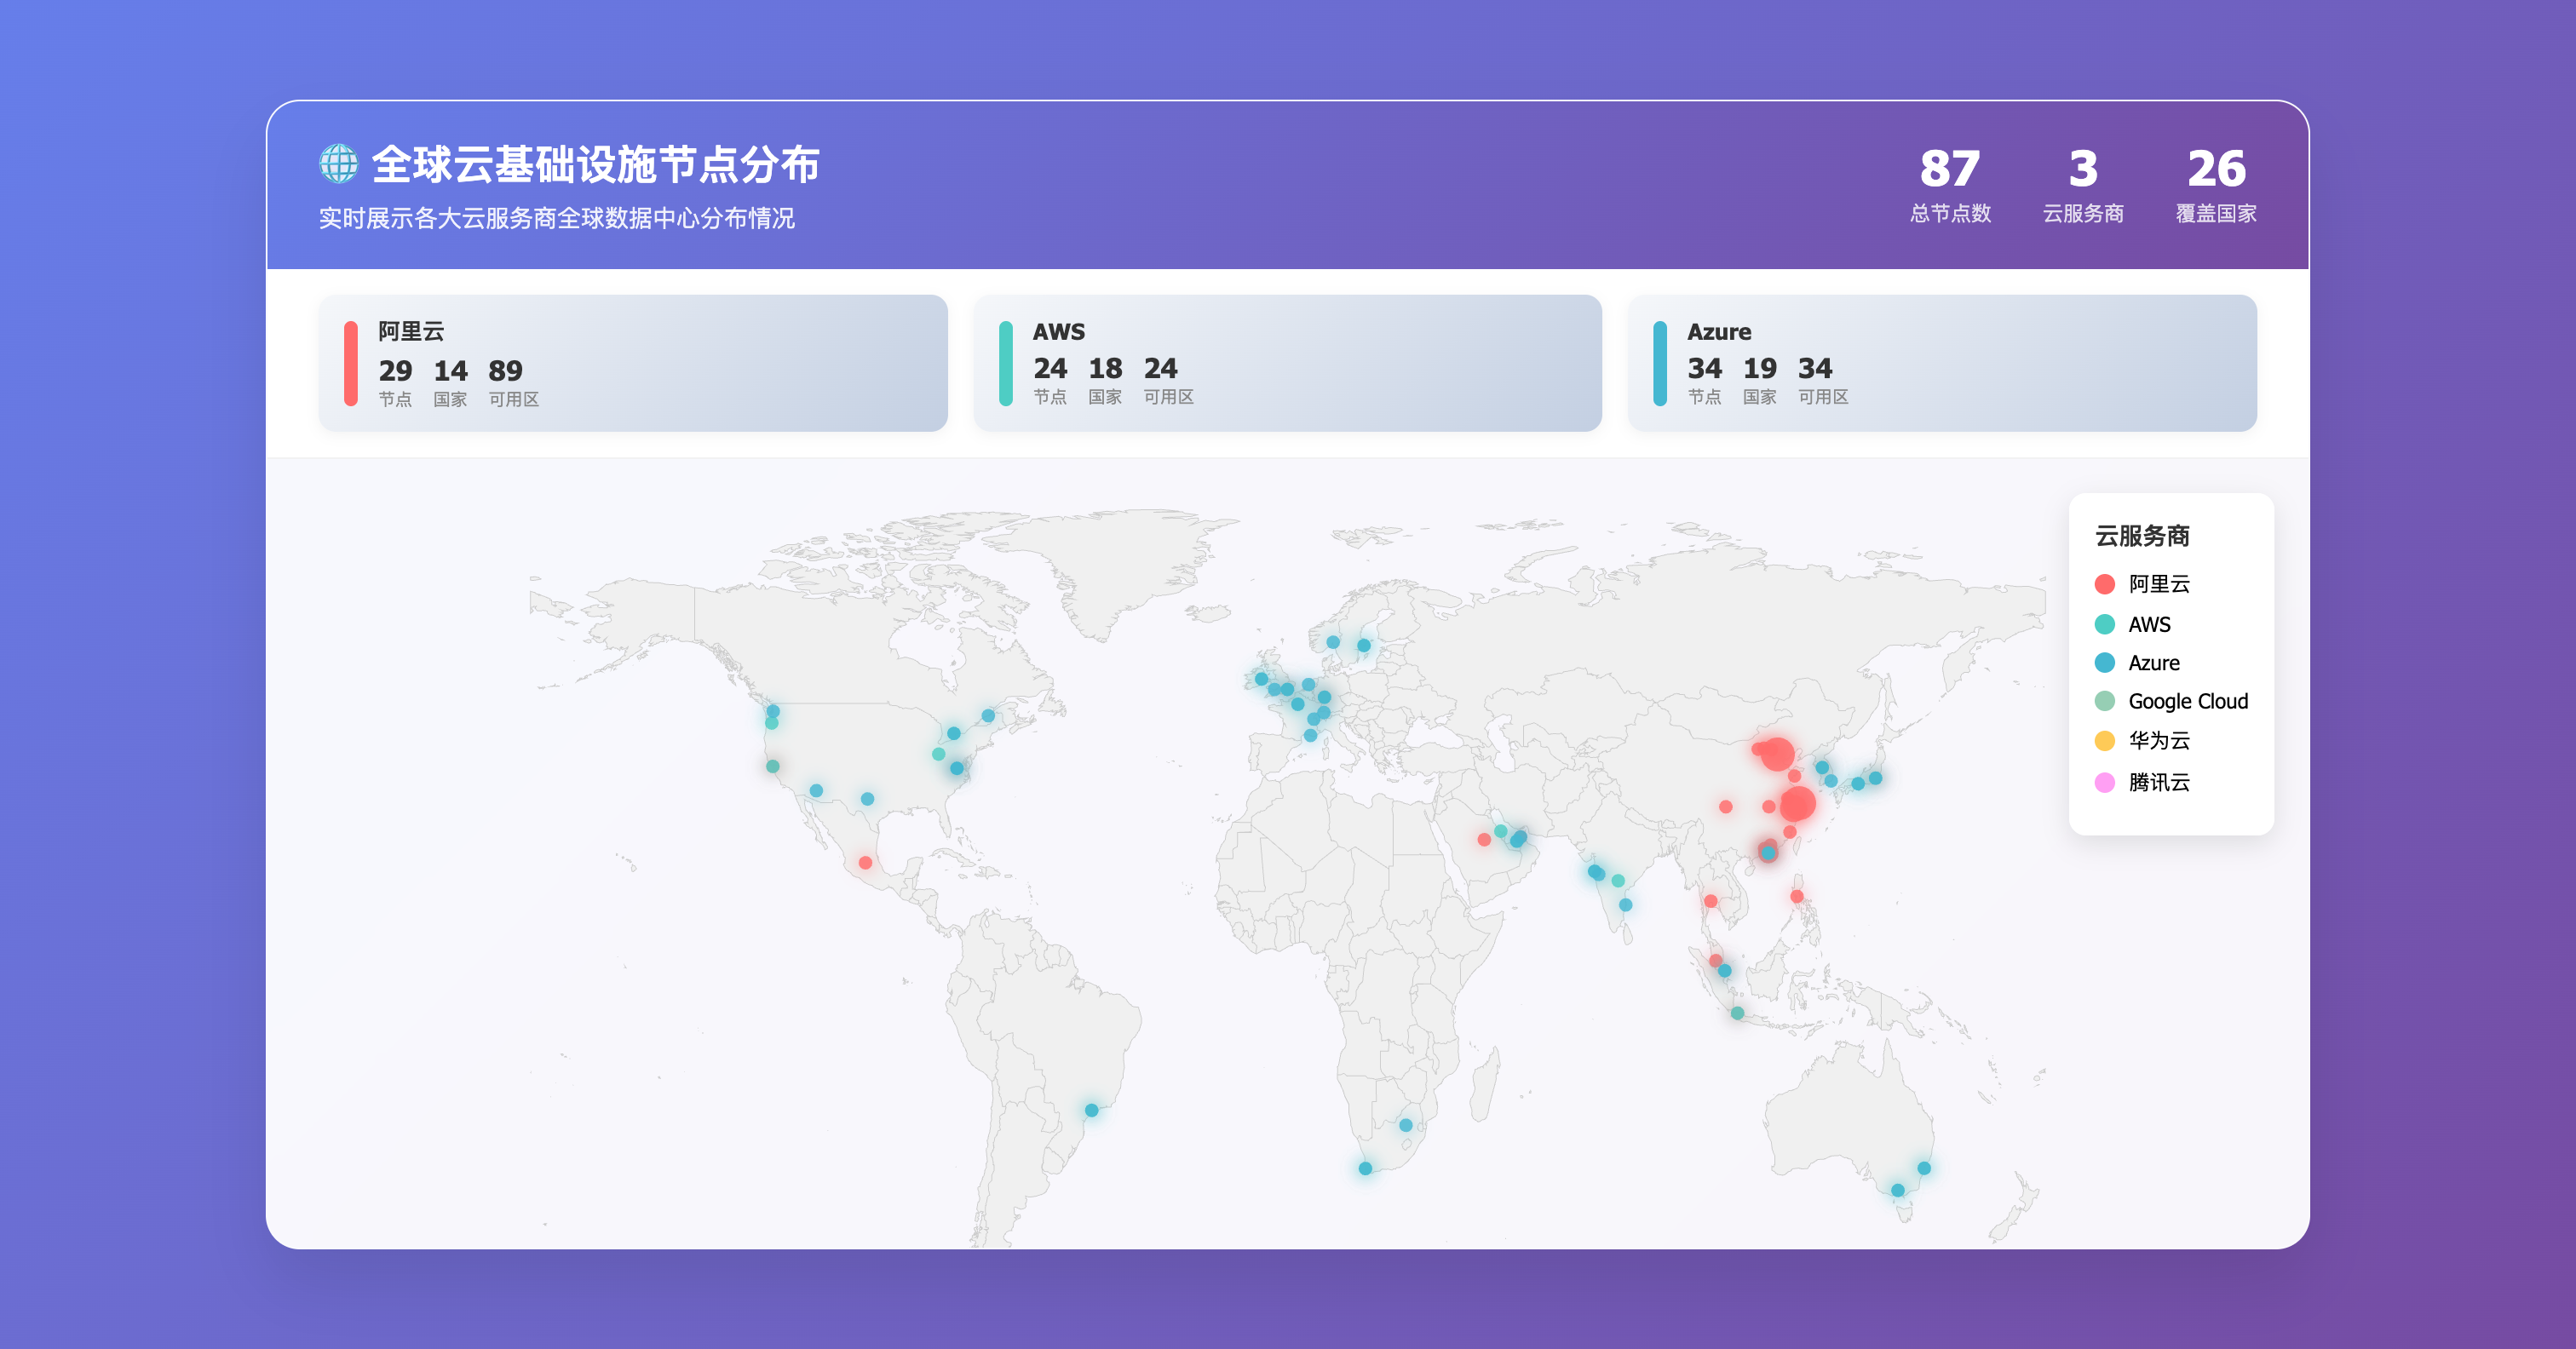 全球云基础设施节点分布
实时展示各大云服务商全球数据中心分布情况
87 3 26
总节点数 云服务商 覆盖国家
阿里云
29 14 89
节点 国家 可用区
AWS
24 18 24
节点 国家 可用区
Azure
34 19 34
节点 国家 可用区
云服务商
阿里云
AWS
Azure
Google Cloud
华为云
腾讯云